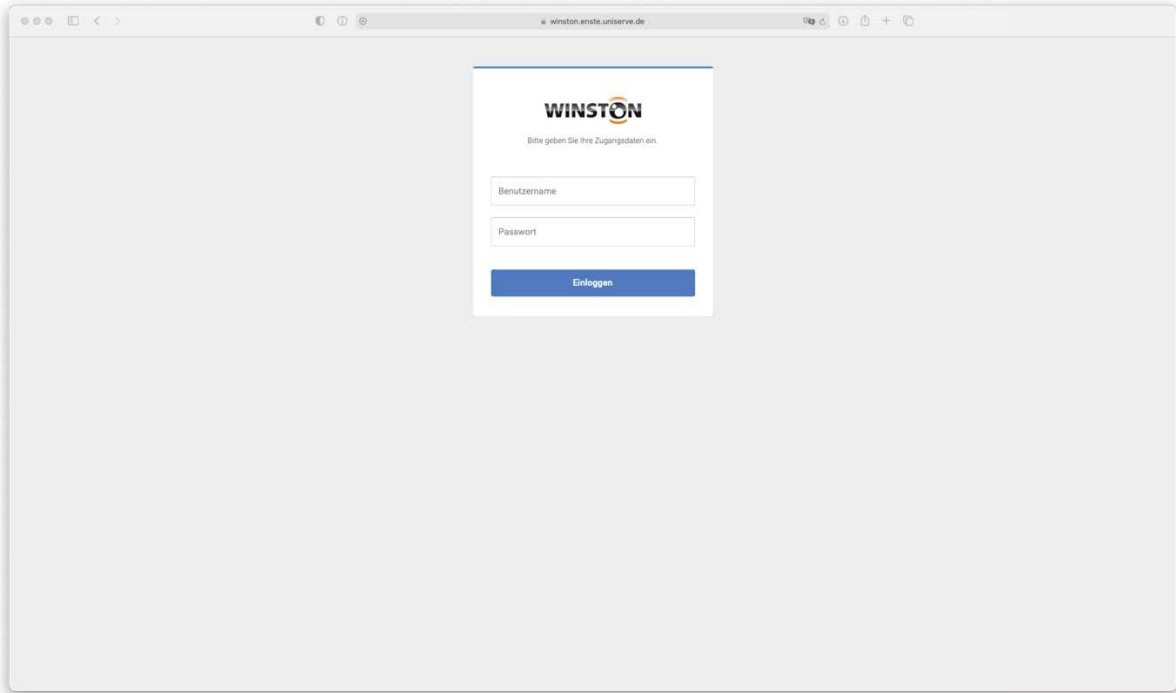 winston.enste.uniserve.de
WINSTON
Bitte geben Sie Ihre Zugangsdaten ein.
Benutzername
Passwort
Einloggen